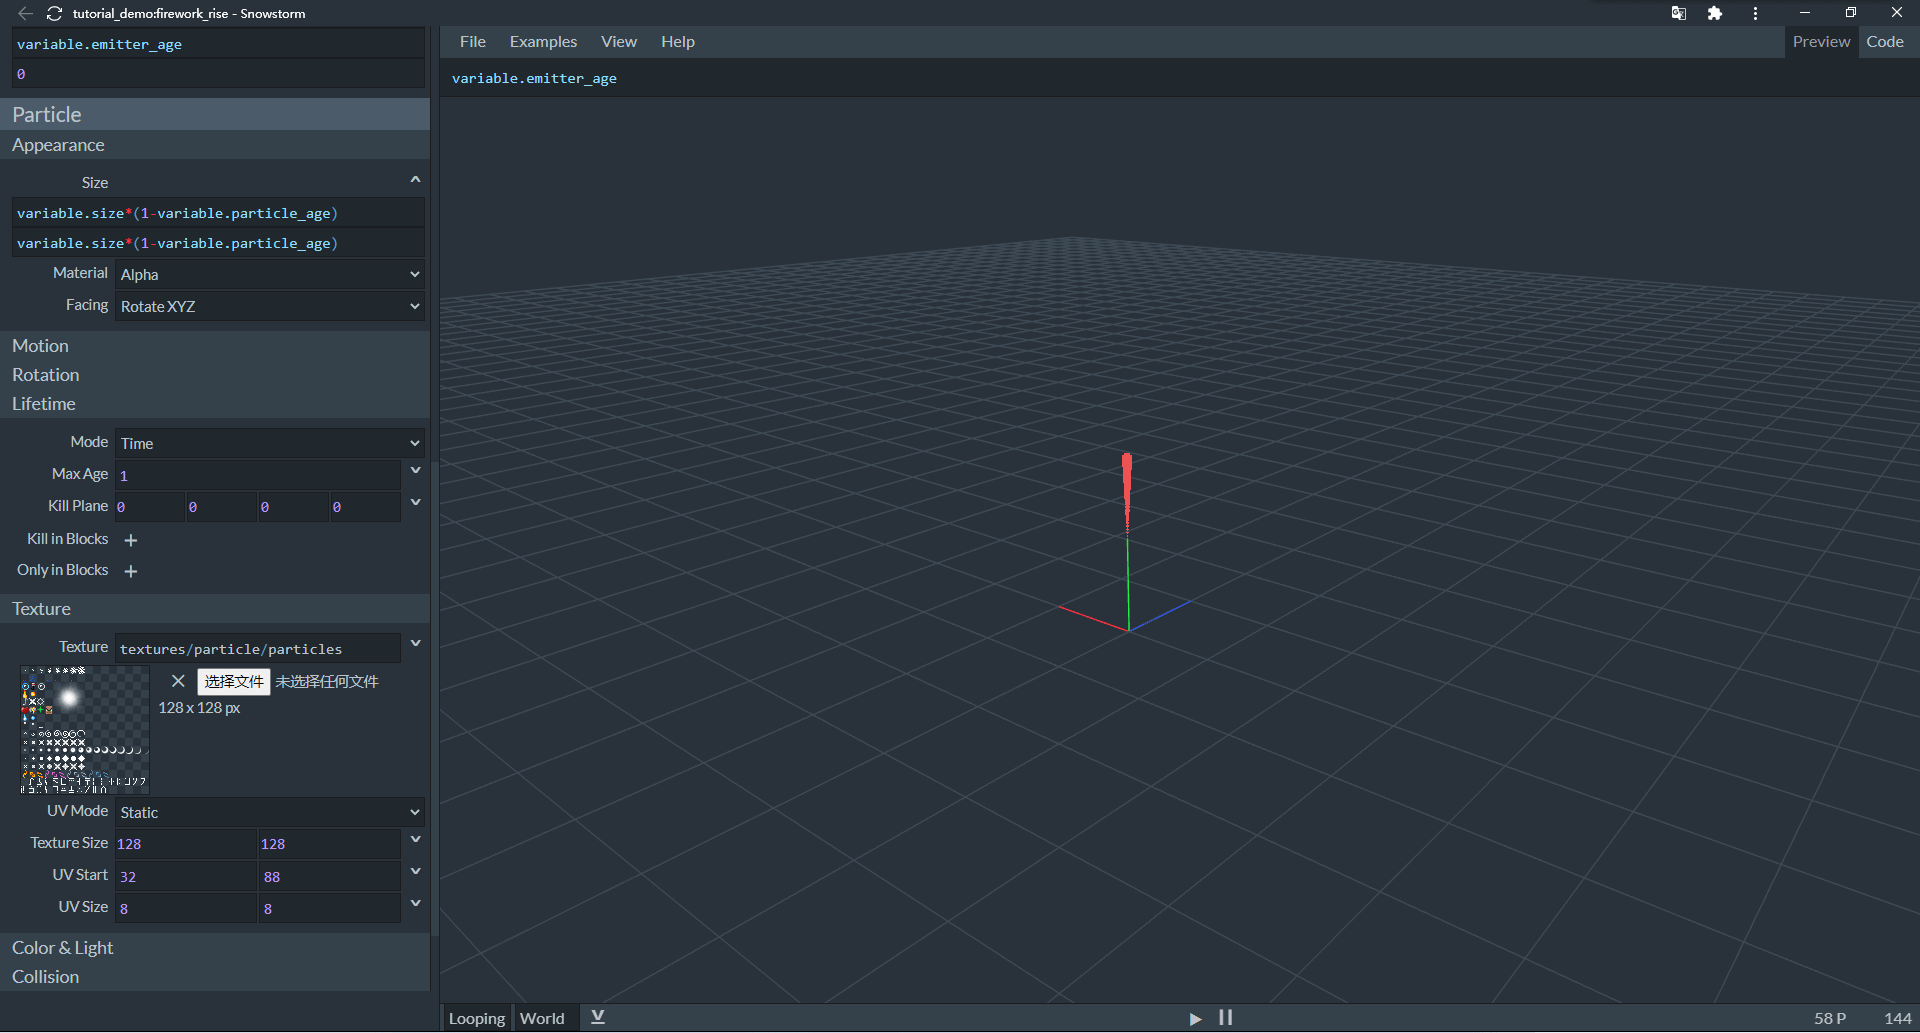 tutorial_demo:firework_rise - Snowstorm
variable.emitter_age
0
Particle
Appearance
Size
variable.size*(1-variable.particle_age)
variable.size*(1-variable.particle_age)
Material Alpha
Facing Rotate XYZ
Motion
Rotation
Lifetime
Mode Time
Max Age 1
Kill Plane 0 0 0 0
Kill in Blocks +
Only in Blocks +
Texture
Texture textures/particle/particles
选择文件 未选择任何文件
128 x 128 px
UV Mode Static
Texture Size 128 128
UV Start 32 88
UV Size 8 8
Color & Light
Collision
File Examples View Help
Preview Code
variable.emitter_age
Looping World
58 P 144